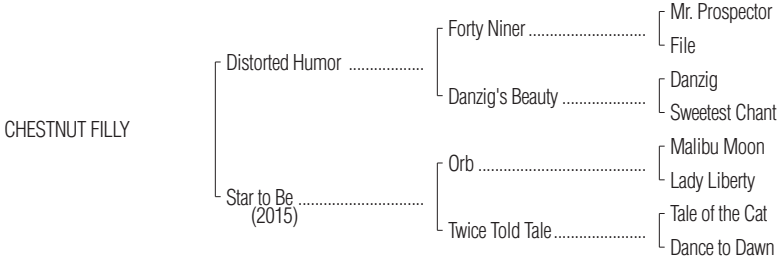 Mr. Prospector
Forty Niner ..........................
File
Distorted Humor .................
Danzig's Beauty ..................
Danzig
Sweetest Chant
CHESTNUT FILLY
Malibu Moon
Orb .....................................
Lady Liberty
Star to Be ...........................
(2015)
Tale of the Cat
Twice Told Tale....................
Dance to Dawn